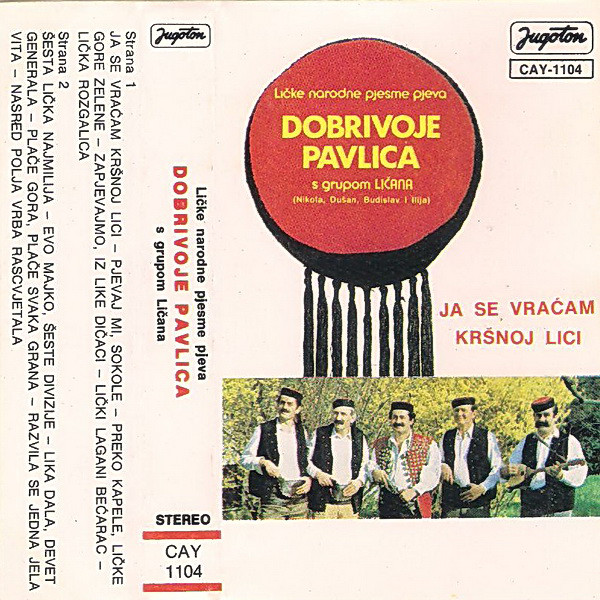 Strana 1
JA SE VRAĆAM KRŠNOJ LICI – PJEVAJ MI, SOKOLE – PREKO KAPELE, LIČKE
GORE ZELENE – ZAPJEVAJMO, IZ LIKE DIČACI – LIČKI LAGANI BEĆARAC –
LIČKA ROZGALICA
Strana 2
ŠESTA LIČKA NAJMILIJA – EVO MAJKO, ŠESTE DIVIZIJE – LIKA DALA, DEVET
GENERALA – PLAČE GORA, PLAČE SVAKA GRANA – RAZVILA SE JEDNA JELA
VITA – NASRED POLJA VRBA RASCVJETALA
Jugoton
Ličke narodne pjesme pjeva
DOBRIVOJE PAVLICA
s grupom Ličana
STEREO
CAY
1104
Jugoton
CAY-1104
Ličke narodne pjesme pjeva
DOBRIVOJE
PAVLICA
s grupom LIČANA
(Nikola, Dušan, Budislav i Ilija)
JA SE VRAĆAM
KRŠNOJ LICI